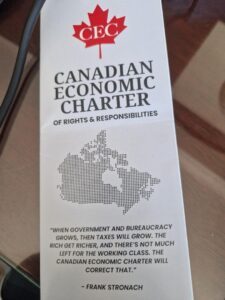 CEC
CANADIAN
ECONOMIC
CHARTER
OF RIGHTS & RESPONSIBILITIES
"WHEN GOVERNMENT AND BUREAUCRACY
GROWS, THEN TAXES WILL GROW. THE
RICH GET RICHER, AND THERE'S NOT MUCH
LEFT FOR THE WORKING CLASS. THE
CANADIAN ECONOMIC CHARTER WILL
CORRECT THAT."
- FRANK STRONACH